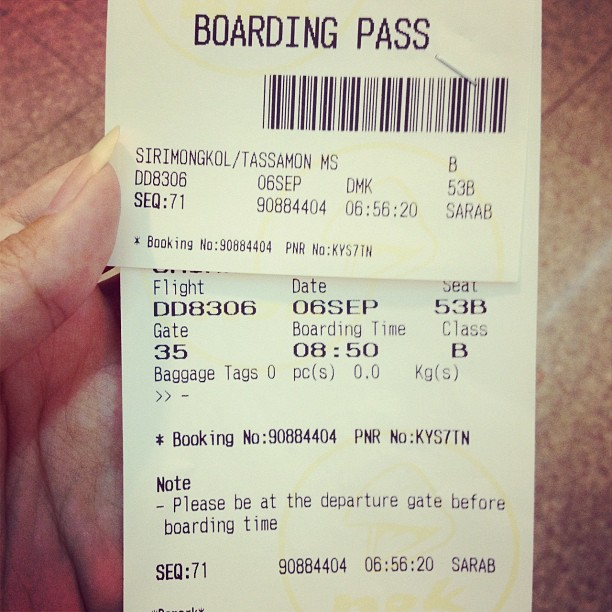 BOARDING PASS
SIRIMONGKOL/TASSAMON MS B
DD8306 06SEP DMK 53B
SEQ:71 90884404 06:56:20 SARAB
* Booking No:90884404 PNR No:KYS7TN
Flight Date Seat
DD8306 06SEP 53B
Gate Boarding Time Class
35 08:50 B
Baggage Tags 0 pc(s) 0.0 Kg(s)
>> -
* Booking No:90884404 PNR No:KYS7TN
Note
- Please be at the departure gate before
boarding time
SEQ:71 90884404 06:56:20 SARAB